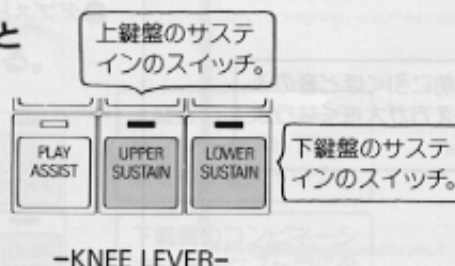 と
上鍵盤のサステ
インのスイッチ。
PLAY
ASSIST
UPPER
SUSTAIN
LOWER
SUSTAIN
下鍵盤のサステ
インのスイッチ。
-KNEE LEVER-